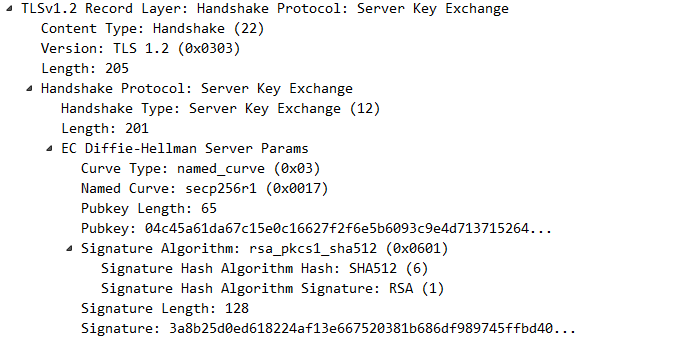 TLSv1.2 Record Layer: Handshake Protocol: Server Key Exchange
Content Type: Handshake (22)
Version: TLS 1.2 (0x0303)
Length: 205
Handshake Protocol: Server Key Exchange
Handshake Type: Server Key Exchange (12)
Length: 201
EC Diffie-Hellman Server Params
Curve Type: named_curve (0x03)
Named Curve: secp256r1 (0x0017)
Pubkey Length: 65
Pubkey: 04c45a61da67c15e0c16627f2f6e5b6093c9e4d713715264...
Signature Algorithm: rsa_pkcs1_sha512 (0x0601)
Signature Hash Algorithm Hash: SHA512 (6)
Signature Hash Algorithm Signature: RSA (1)
Signature Length: 128
Signature: 3a8b25d0ed618224af13e667520381b686df989745ffbd40...